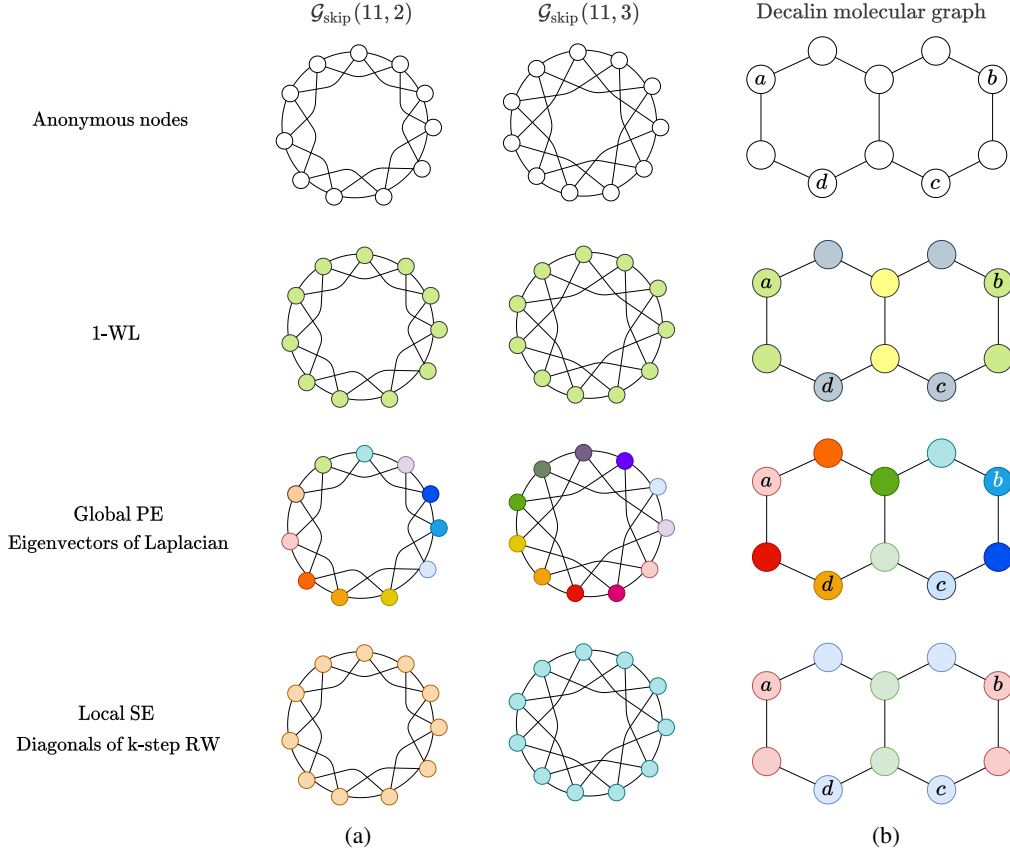 𝒢skip(11, 2)
𝒢skip(11, 3)
Decalin molecular graph
Anonymous nodes
a
b
d
c
1-WL
a
b
d
c
Global PE
Eigenvectors of Laplacian
a
b
d
c
Local SE
Diagonals of k-step RW
a
b
d
c
(a)
(b)